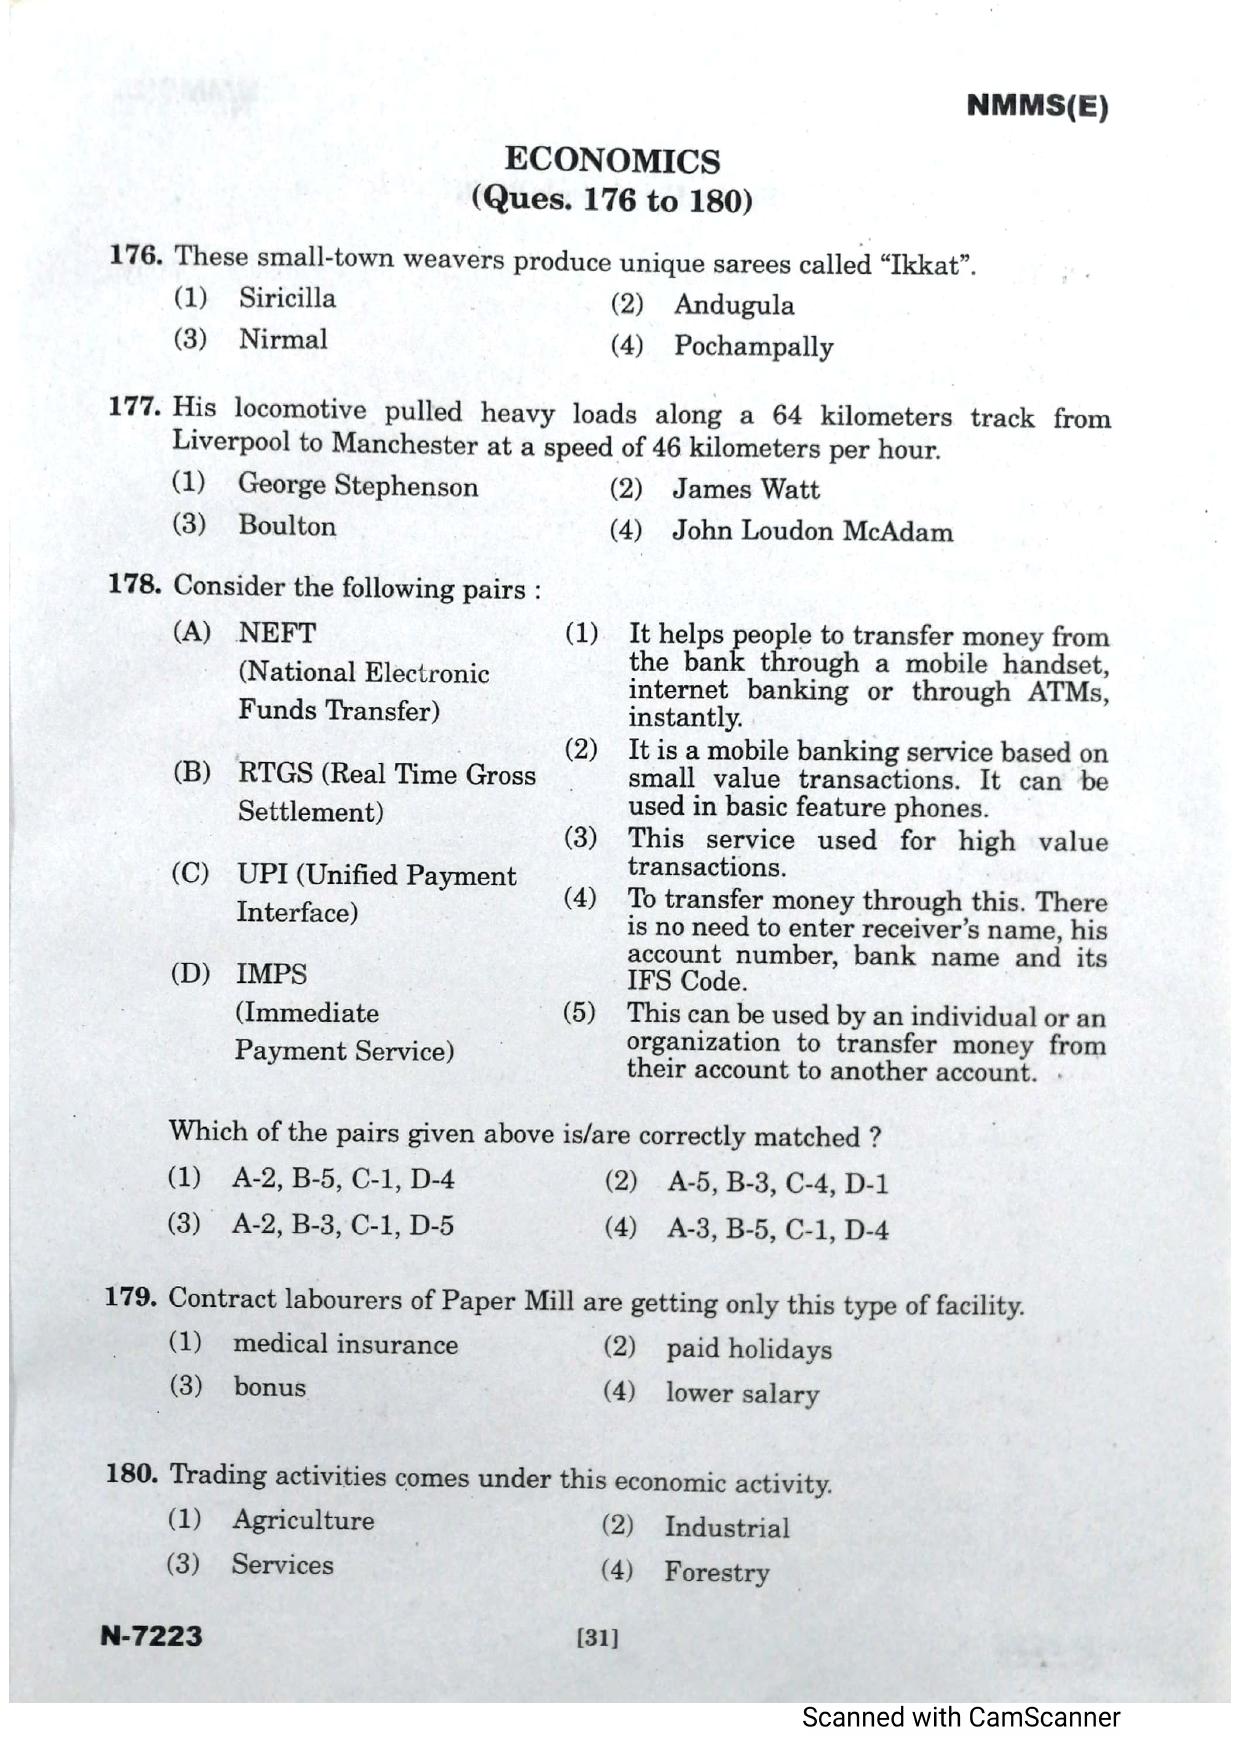 NMMS(E)
ECONOMICS
(Ques. 176 to 180)
176. These small-town weavers produce unique sarees called “Ikkat”.
(1) Siricilla (2) Andugula
(3) Nirmal (4) Pochampally
177. His locomotive pulled heavy loads along a 64 kilometers track from
Liverpool to Manchester at a speed of 46 kilometers per hour.
(1) George Stephenson (2) James Watt
(3) Boulton (4) John Loudon McAdam
178. Consider the following pairs :
(A) NEFT
(National Electronic
Funds Transfer)
(B) RTGS (Real Time Gross
Settlement)
(C) UPI (Unified Payment
Interface)
(D) IMPS
(Immediate
Payment Service)
(1) It helps people to transfer money from
the bank through a mobile handset,
internet banking or through ATMs,
instantly.
(2) It is a mobile banking service based on
small value transactions. It can be
used in basic feature phones.
(3) This service used for high value
transactions.
(4) To transfer money through this. There
is no need to enter receiver’s name, his
account number, bank name and its
IFS Code.
(5) This can be used by an individual or an
organization to transfer money from
their account to another account.
Which of the pairs given above is/are correctly matched ?
(1) A-2, B-5, C-1, D-4 (2) A-5, B-3, C-4, D-1
(3) A-2, B-3, C-1, D-5 (4) A-3, B-5, C-1, D-4
179. Contract labourers of Paper Mill are getting only this type of facility.
(1) medical insurance (2) paid holidays
(3) bonus (4) lower salary
180. Trading activities comes under this economic activity.
(1) Agriculture (2) Industrial
(3) Services (4) Forestry
N-7223 [31]
Scanned with CamScanner